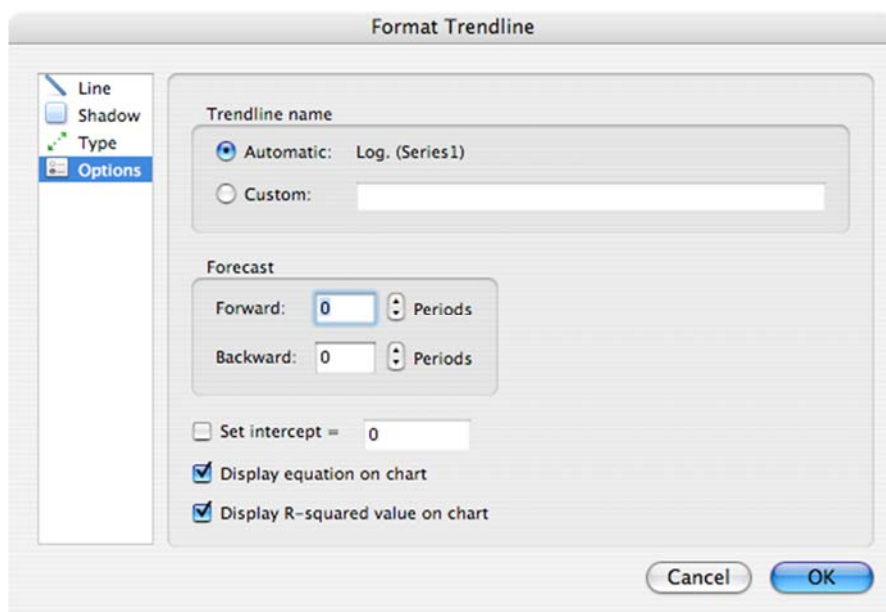 Format Trendline
Line
Shadow
Type
Options
Trendline name
Automatic: Log. (Series1)
Custom:
Forecast
Forward: 0 Periods
Backward: 0 Periods
Set intercept = 0
Display equation on chart
Display R-squared value on chart
Cancel OK